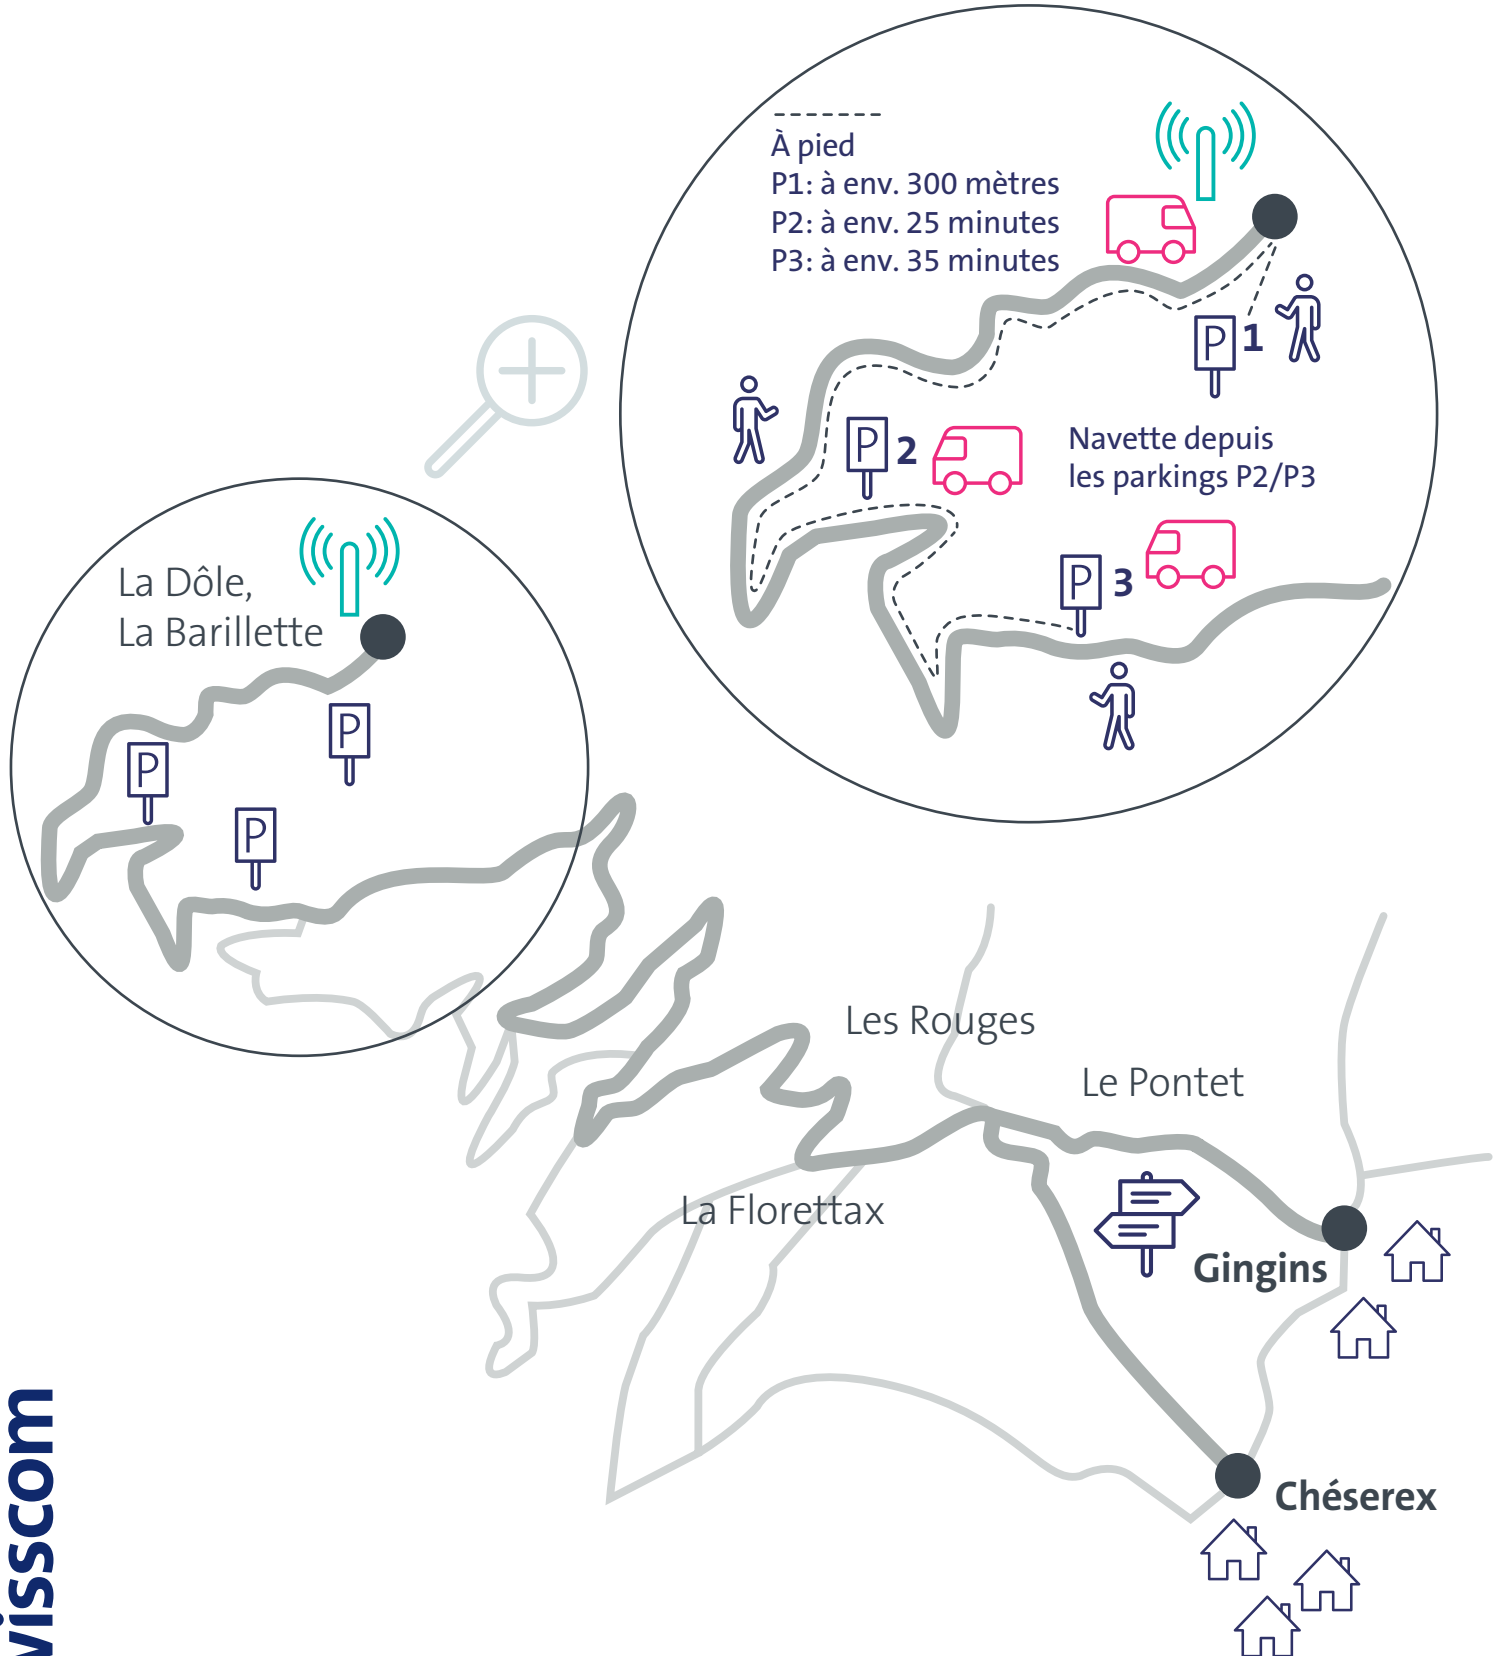 À pied
P1: à env. 300 mètres
P2: à env. 25 minutes
P3: à env. 35 minutes
P 1
P 2
Navette depuis
les parkings P2/P3
P 3
La Dôle,
La Barillette
P
P
P
Les Rouges
Le Pontet
La Florettax
Gingins
Chéserex